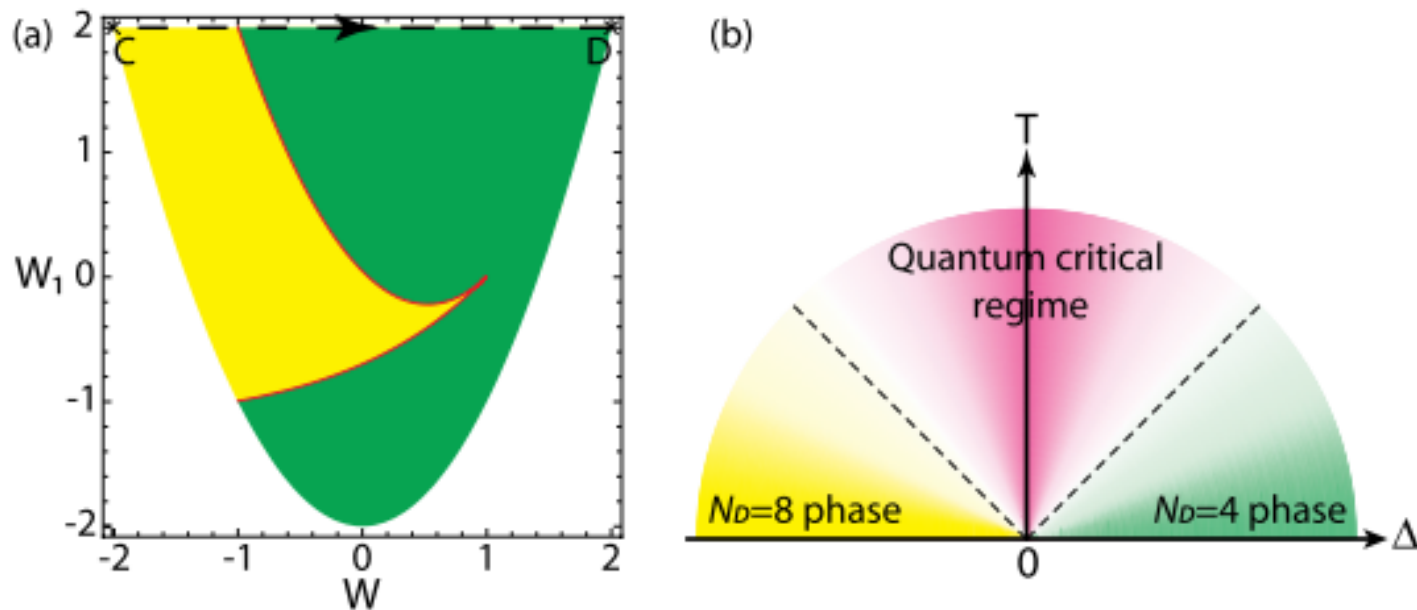 (a)
2
C
D
1
W1 0
-1
-2
-2 -1 0 1 2
W
(b)
T
Quantum critical
regime
ND=8 phase
ND=4 phase
0
Δ